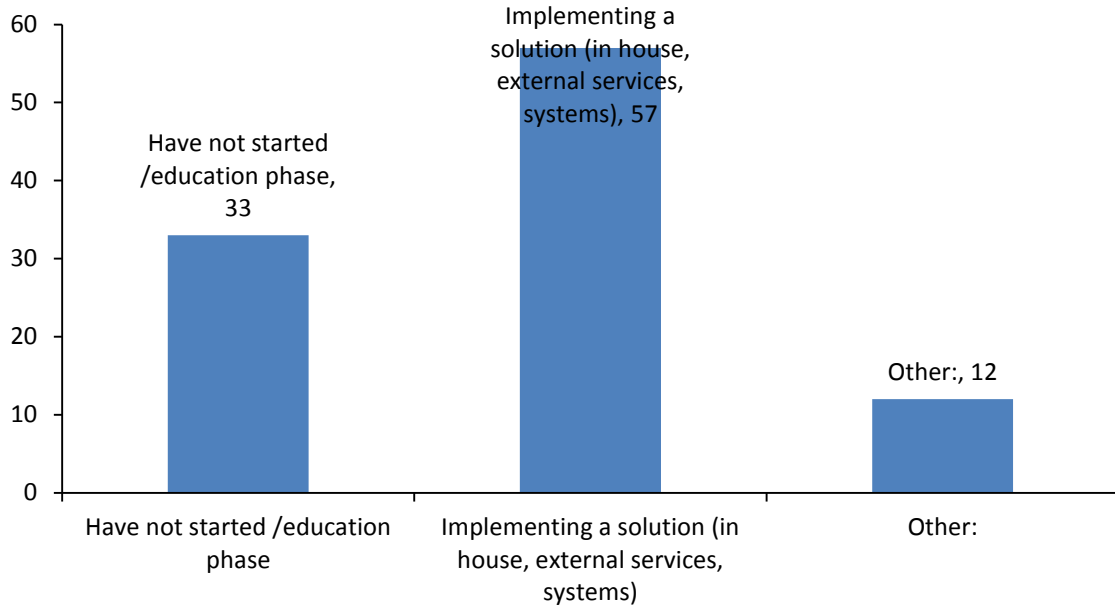 60
50
40
30
20
10
0
Have not started
/education phase,
33
Implementing a
solution (in house,
external services,
systems), 57
Other:, 12
Have not started /education
phase
Implementing a solution (in
house, external services,
systems)
Other: